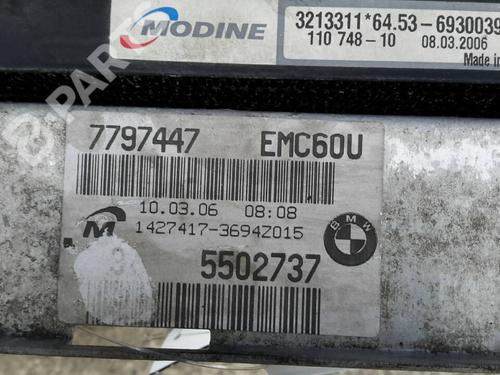 MODINE
3213311*64.53-6930039
110 748-10 08.03.2006
Made in
7797447 EMC60U
10.03.06 08:08
M 1427417-3694Z015
BMW
5502737